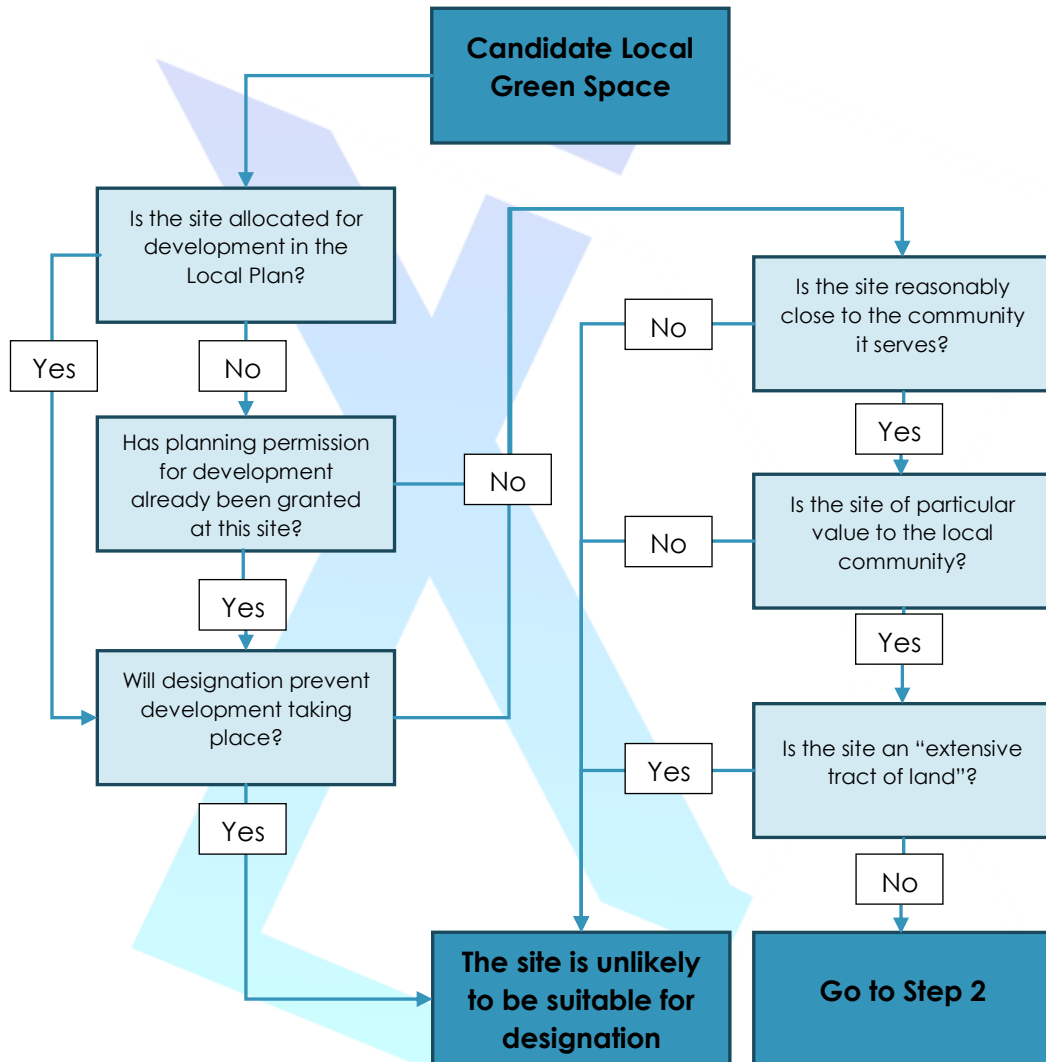 Candidate Local
Green Space
Is the site allocated for
development in the
Local Plan?
Yes
No
Has planning permission
for development
already been granted
at this site?
No
Yes
Will designation prevent
development taking
place?
Yes
Is the site reasonably
close to the community
it serves?
No
Yes
Is the site of particular
value to the local
community?
No
Yes
Is the site an “extensive
tract of land”?
Yes
No
The site is unlikely
to be suitable for
designation
Go to Step 2